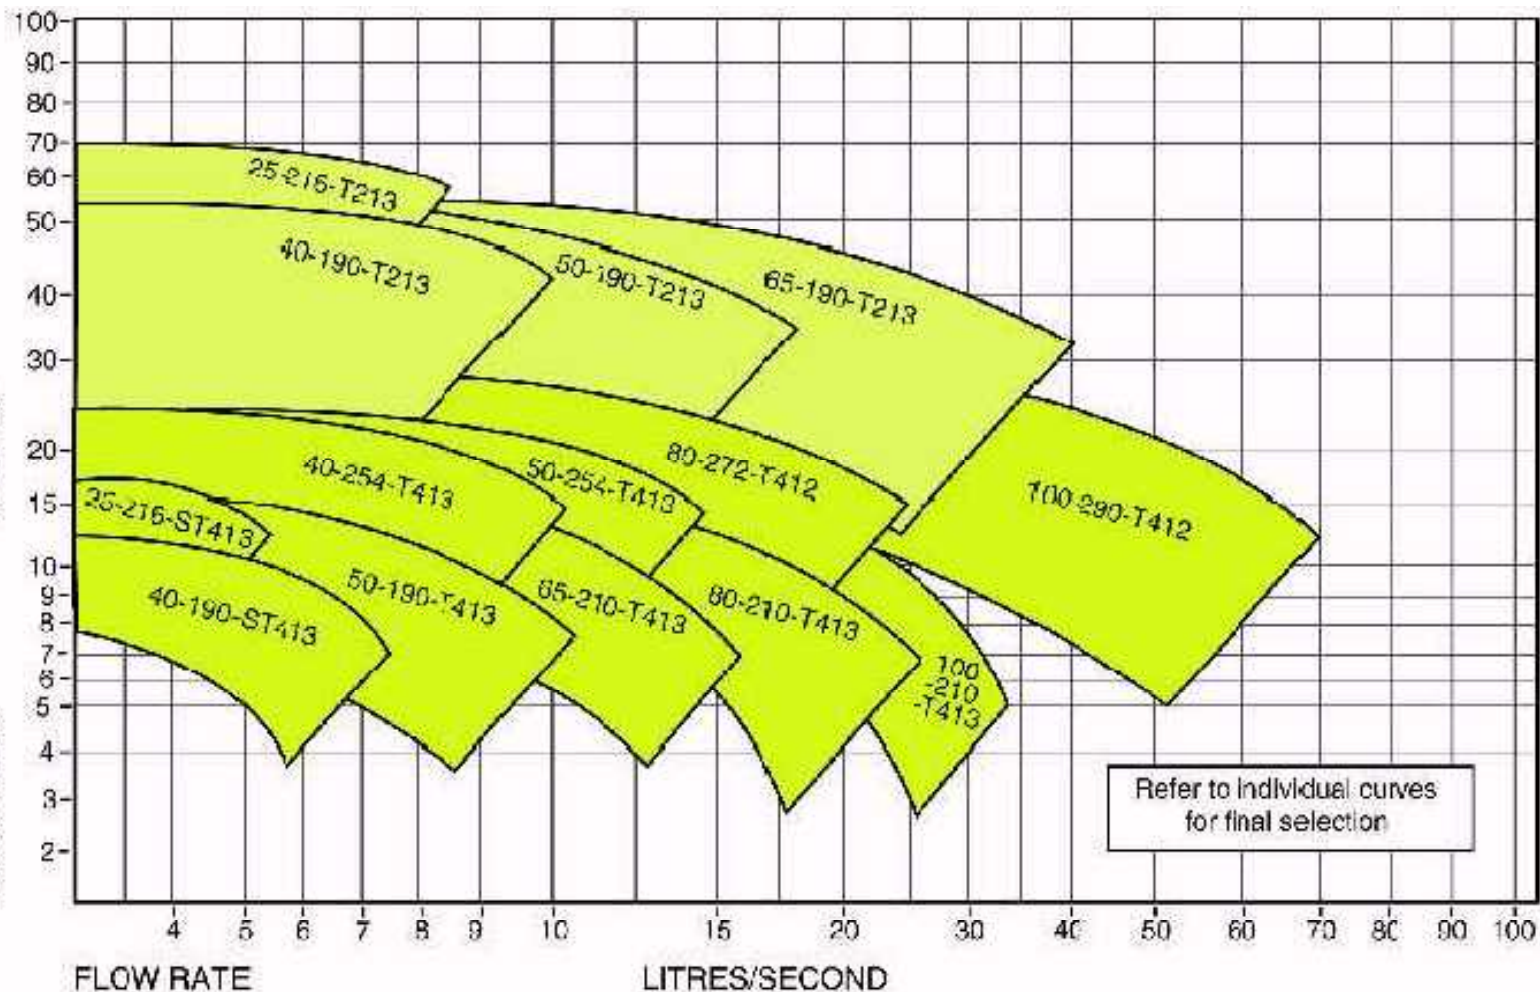 100
90
80
70
60
50
40
30
20
15
10
9
8
7
6
5
4
3
2
25-216-T213
40-190-T213
50-190-T213
65-190-T213
40-254-T413
50-254-T413
80-272-T412
100-290-T412
25-216-ST413
40-190-ST413
50-190-T413
65-210-T413
80-210-T413
100
-210
-T413
Refer to individual curves
for final selection
4 5 6 7 8 9 10 15 20 30 40 50 60 70 80 90 100
FLOW RATE LITRES/SECOND